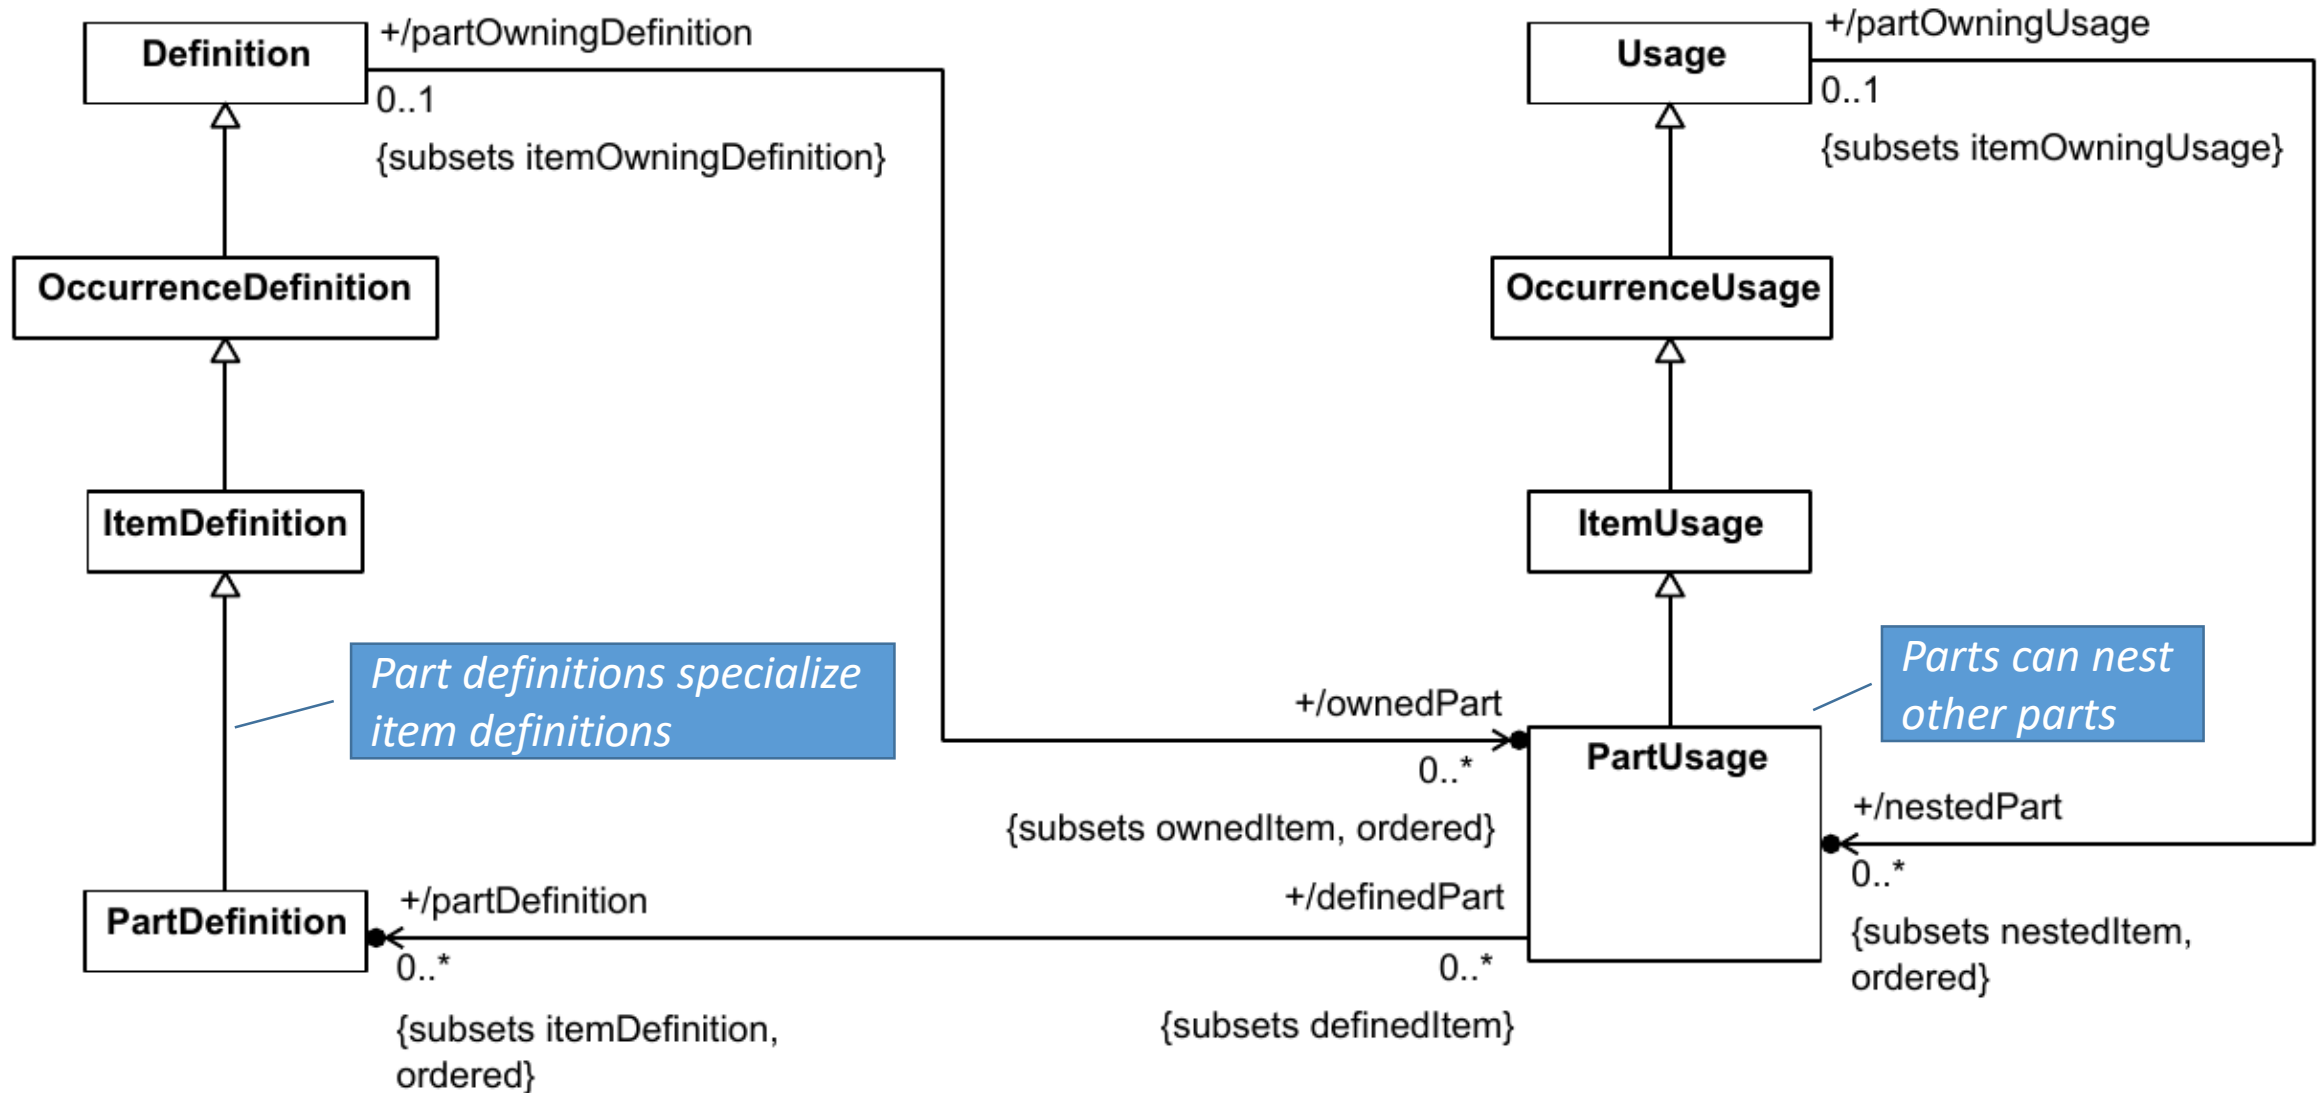 Definition
+/partOwningDefinition
0..1
{subsets itemOwningDefinition}
OccurrenceDefinition
ItemDefinition
Part definitions specialize
item definitions
PartDefinition
+/partDefinition
0..*
{subsets itemDefinition,
ordered}
Usage
+/partOwningUsage
0..1
{subsets itemOwningUsage}
OccurrenceUsage
ItemUsage
Parts can nest
other parts
+/ownedPart
0..*
{subsets ownedItem, ordered}
PartUsage
+/nestedPart
0..*
{subsets nestedItem,
ordered}
+/definedPart
0..*
{subsets definedItem}